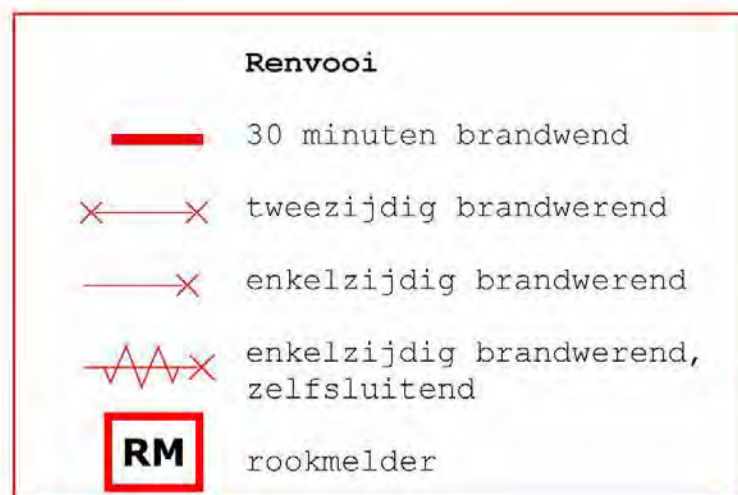 Renvooi
30 minuten brandwend
tweezijdig brandwerend
enkelzijdig brandwerend
enkelzijdig brandwerend,
zelfsluitend
RM
rookmelder